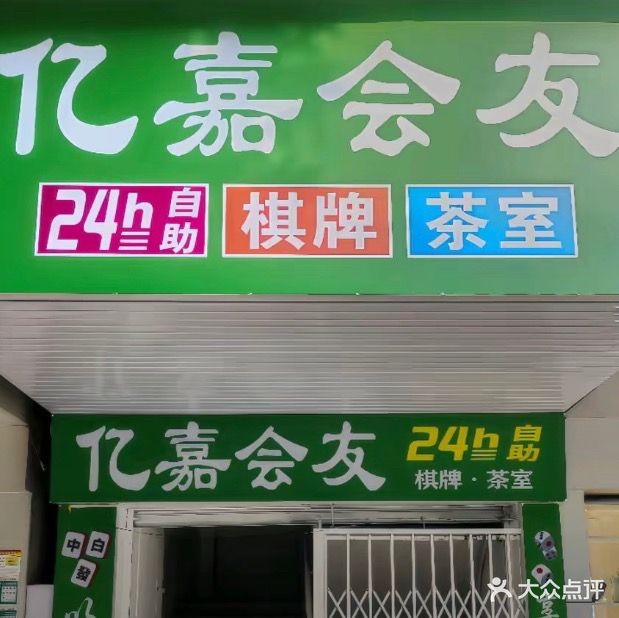 亿嘉会友
24h自助 棋牌 茶室
亿嘉会友 24h自助
棋牌·茶室
中 白
發
大众点评